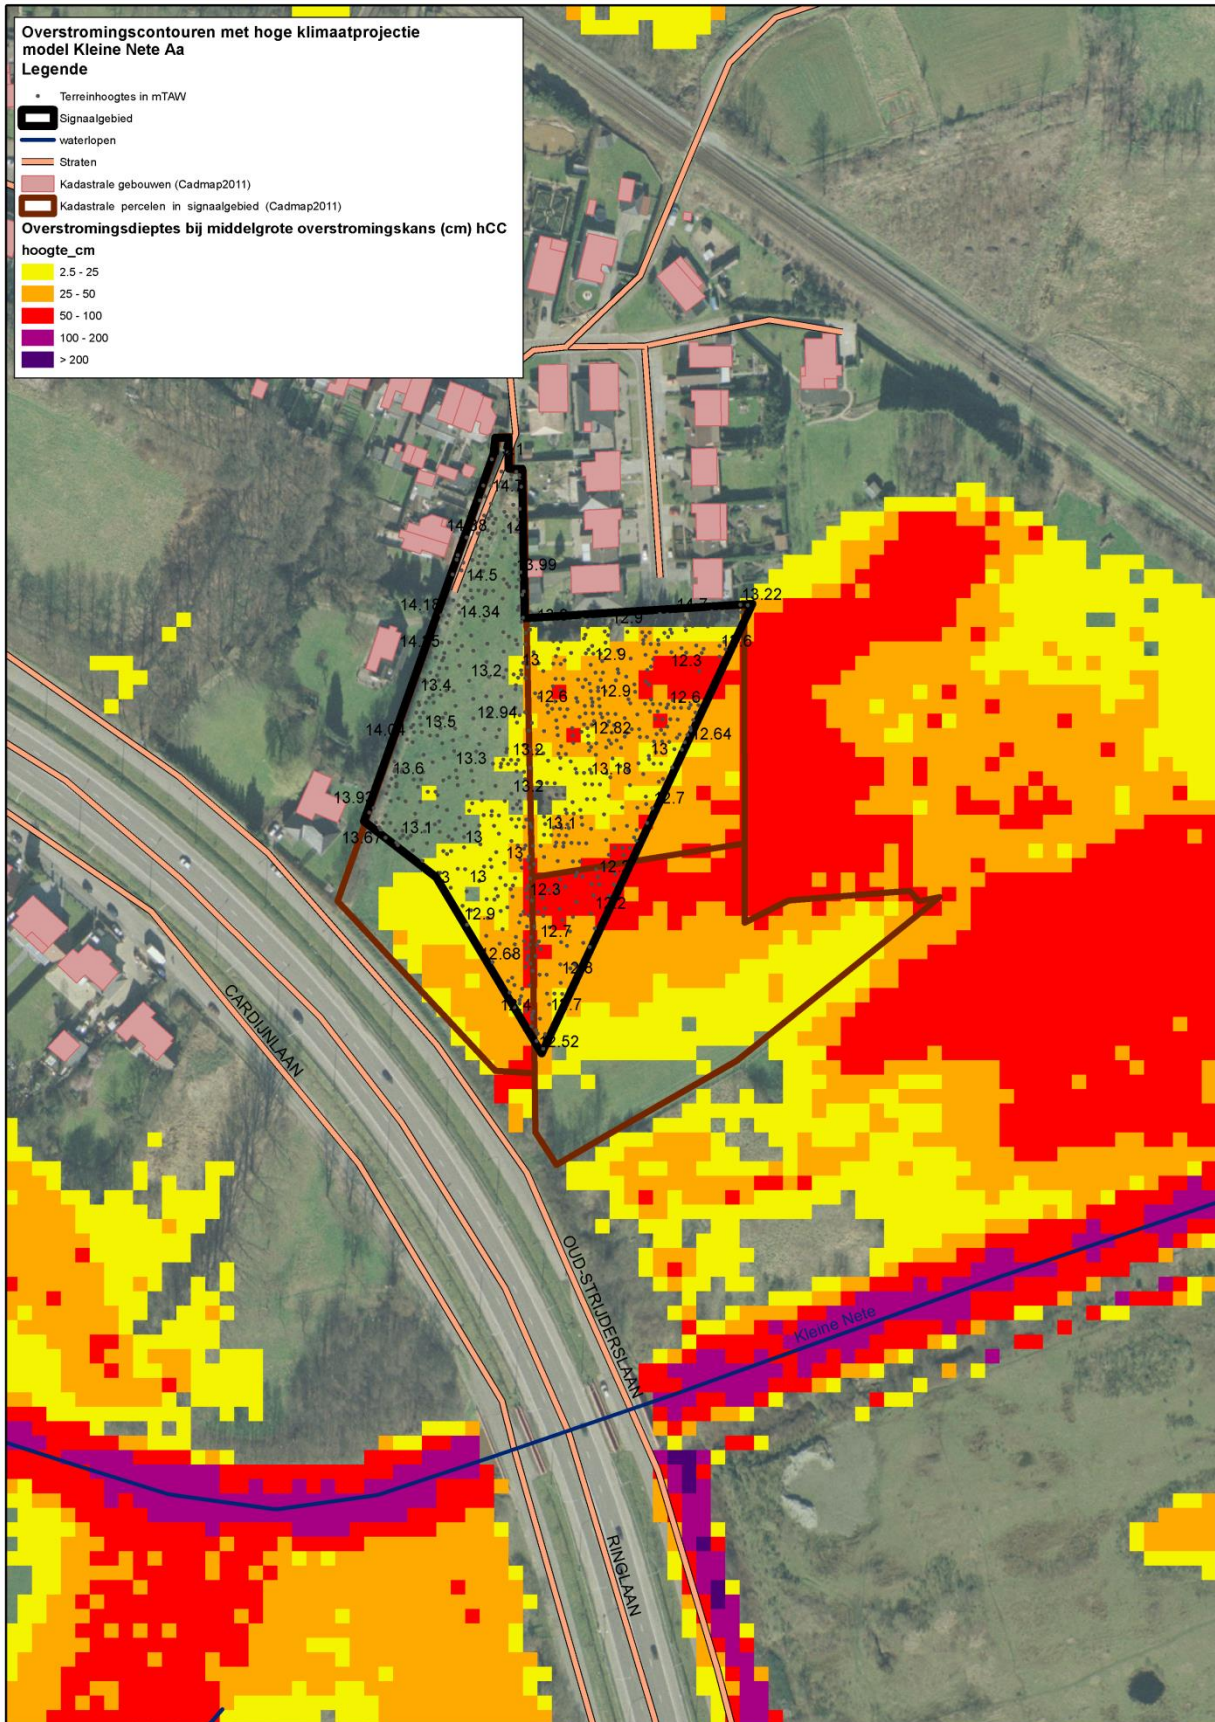 Overstromingscontouren met hoge klimaatprojectie
model Kleine Nete Aa
Legende
Terreinhoogtes in mTAW
Signaalgebied
waterlopen
Straten
Kadastrale gebouwen (Cadmap2011)
Kadastrale percelen in signaalgebied (Cadmap2011)
Overstromingsdieptes bij middelgrote overstromingskans (cm) hCC
hoogte_cm
2.5 - 25
25 - 50
50 - 100
100 - 200
> 200
13.99
14.5
14.18
14.34
13.22
12.9
12.9
13
12.3
13.2
13.4
12.6
12.9
12.6
12.94
13.5
12.82
12.64
14.04
13.2
13
13.3
13.6
13.18
13.2
12.7
13.1
13.1
13.67
13
13
13
12.3
12.2
12.9
12.7
12.68
12.8
12.52
CARDIJNLAAN
OUD-STRIJDERSLAAN
Kleine Nete
RINGLAAN